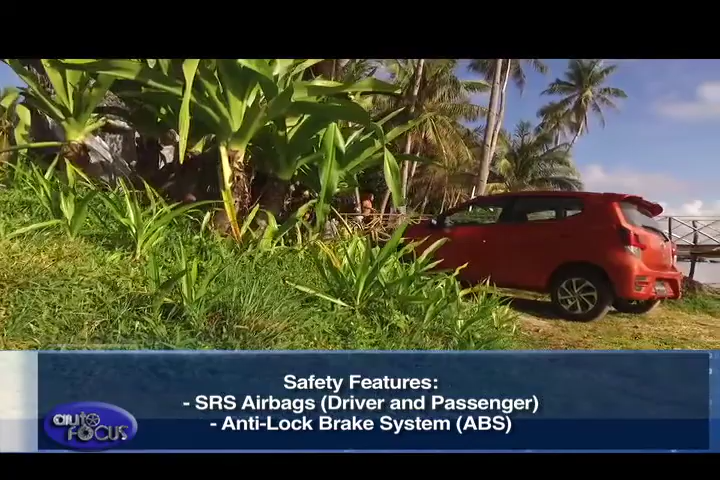 Safety Features:
- SRS Airbags (Driver and Passenger)
- Anti-Lock Brake System (ABS)
auto
FOCUS